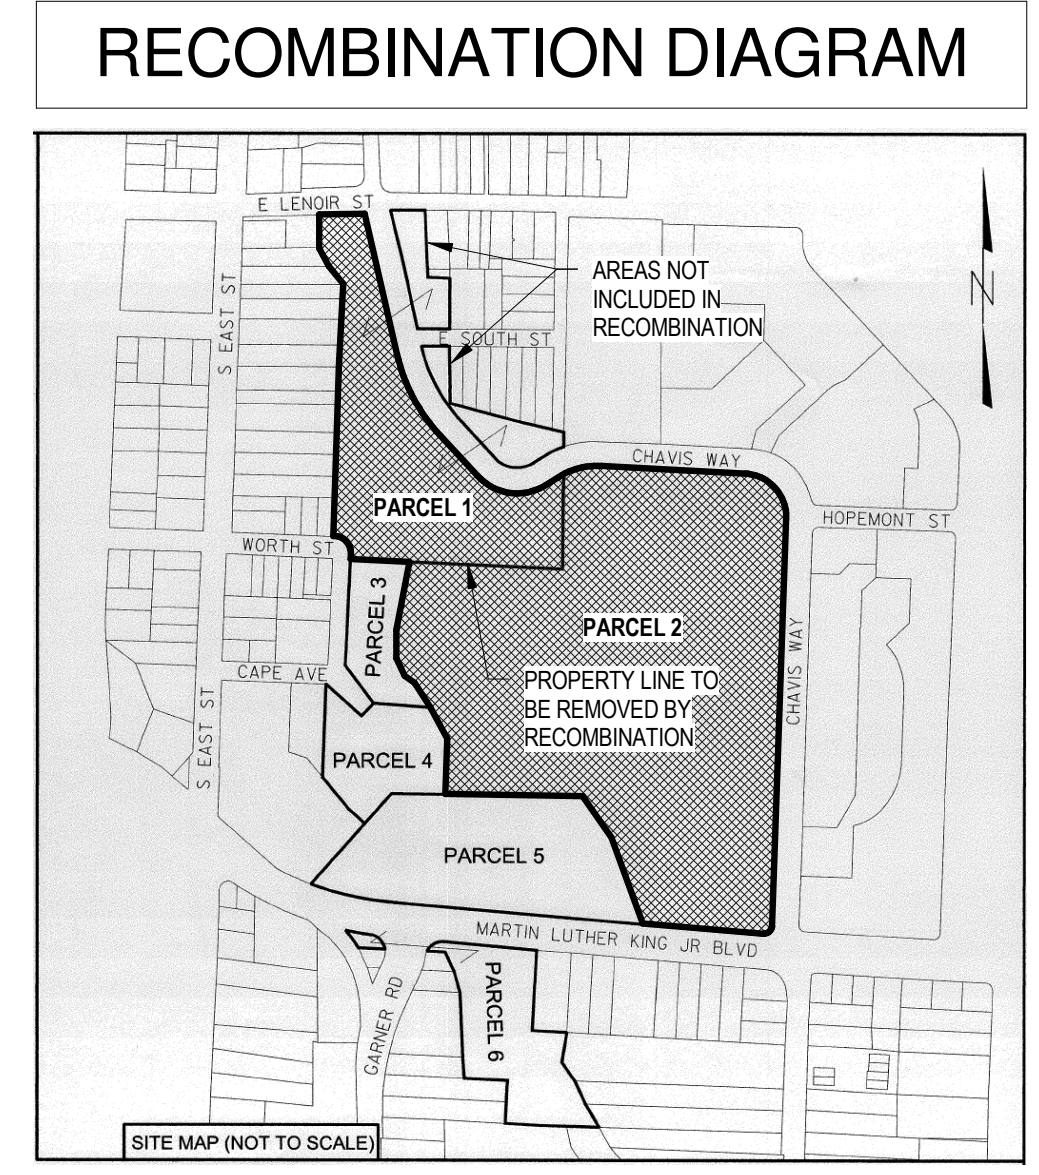 RECOMBINATION DIAGRAM
E LENOIR ST
S EAST ST
AREAS NOT
INCLUDED IN
RECOMBINATION
N
E SOUTH ST
CHAVIS WAY
PARCEL 1
HOPEMONT ST
WORTH ST
PARCEL 3
PARCEL 2
CHAVIS WAY
CAPE AVE
PROPERTY LINE TO
BE REMOVED BY
RECOMBINATION
S EAST ST
PARCEL 4
PARCEL 5
MARTIN LUTHER KING JR BLVD
GARNER RD
PARCEL 6
SITE MAP (NOT TO SCALE)